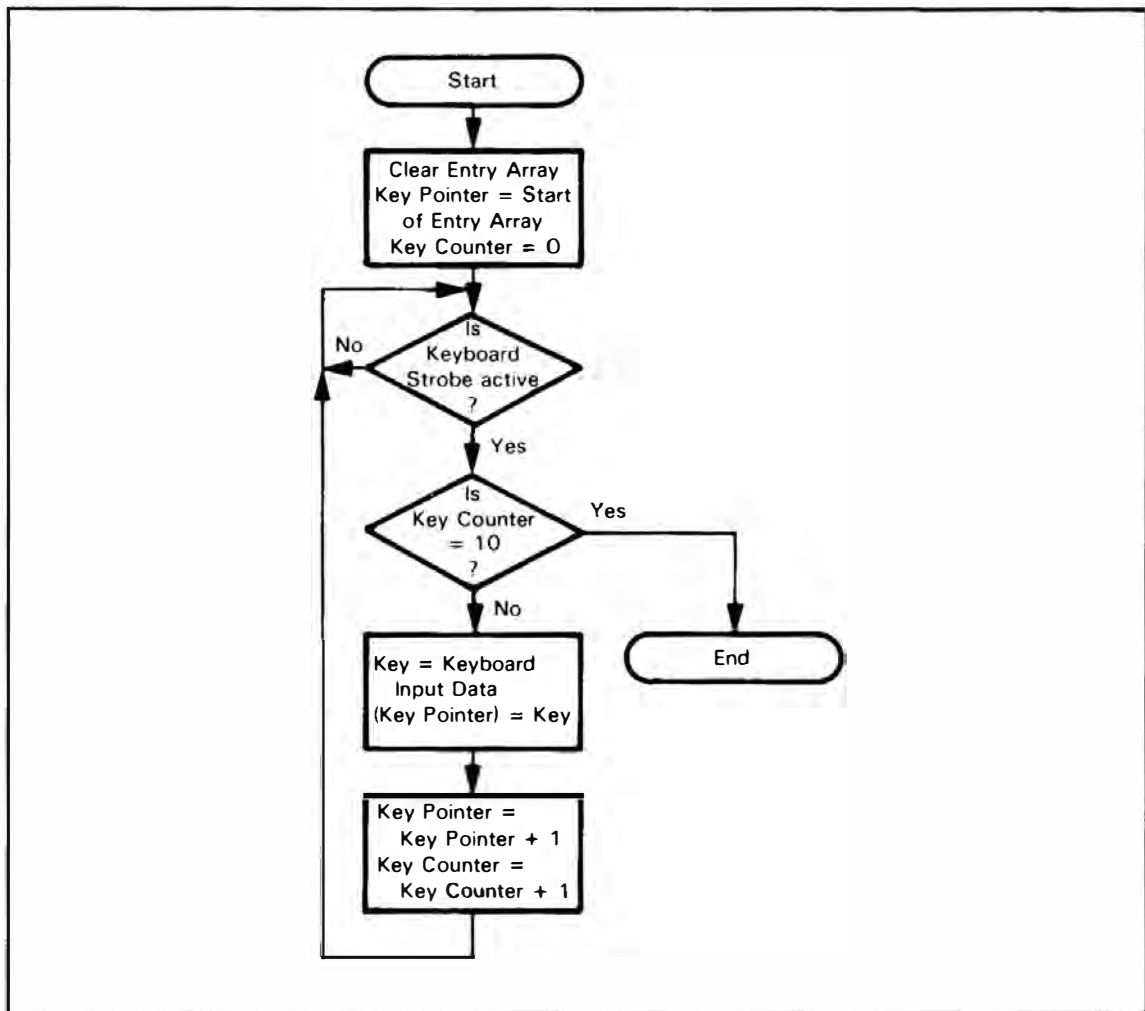 Start
Clear Entry Array
Key Pointer = Start
of Entry Array
Key Counter = 0
Is
Keyboard
Strobe active
?
No
Yes
Is
Key Counter
= 10
?
Yes
No
Key = Keyboard
Input Data
(Key Pointer) = Key
End
Key Pointer =
Key Pointer + 1
Key Counter =
Key Counter + 1